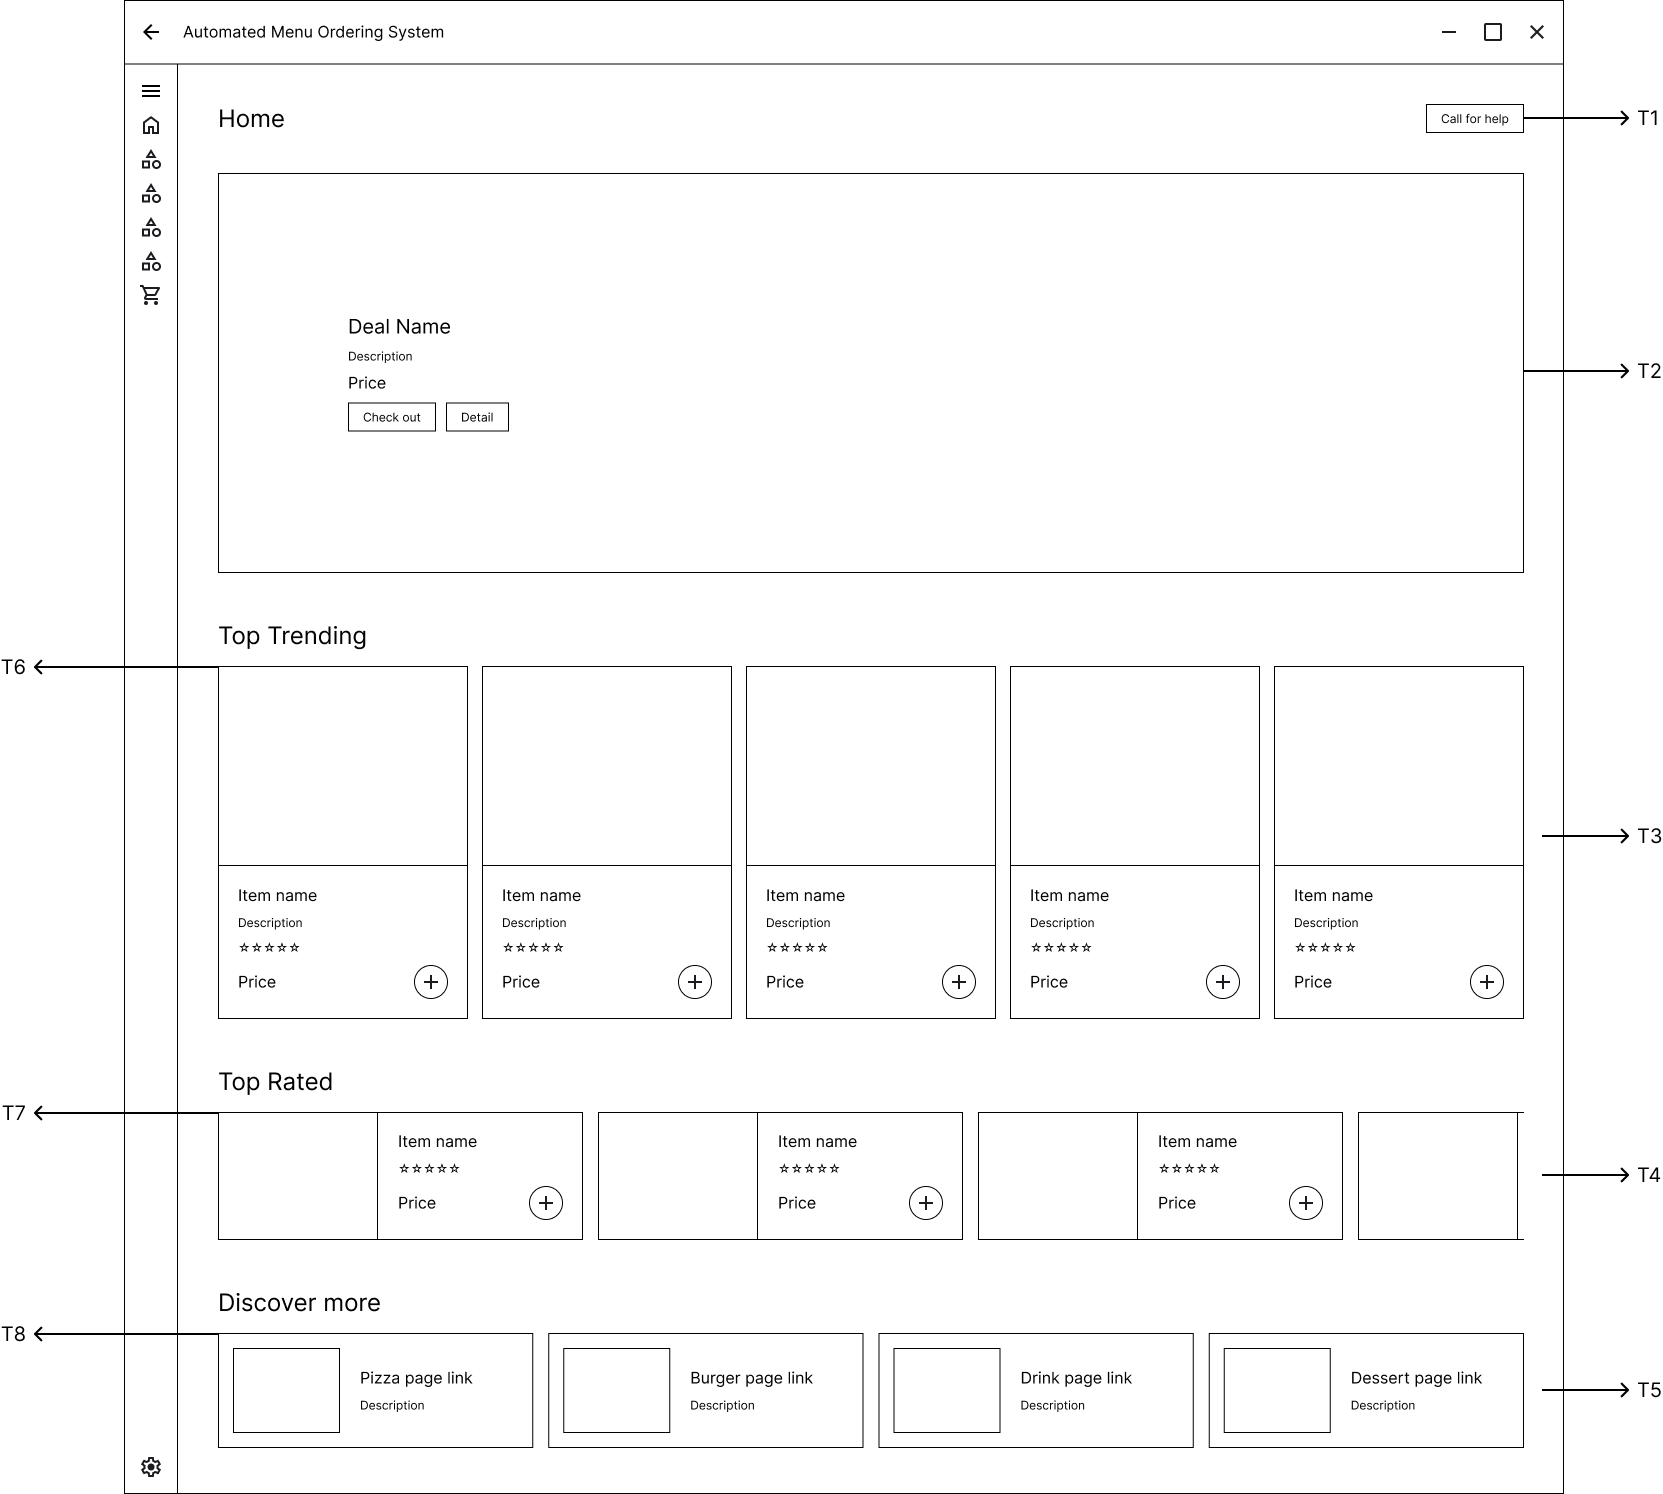 Automated Menu Ordering System
Home
Call for help
T1
Deal Name
Description
Price
Check out Detail
T2
Top Trending
T6
T3
Item name Item name Item name Item name Item name
Description Description Description Description Description
☆☆☆☆☆ ☆☆☆☆☆ ☆☆☆☆☆ ☆☆☆☆☆ ☆☆☆☆☆
Price Price Price Price Price
Top Rated
T7
Item name Item name Item name
☆☆☆☆☆ ☆☆☆☆☆ ☆☆☆☆☆
T4
Price Price Price
Discover more
T8
Pizza page link Burger page link Drink page link Dessert page link
T5
Description Description Description Description